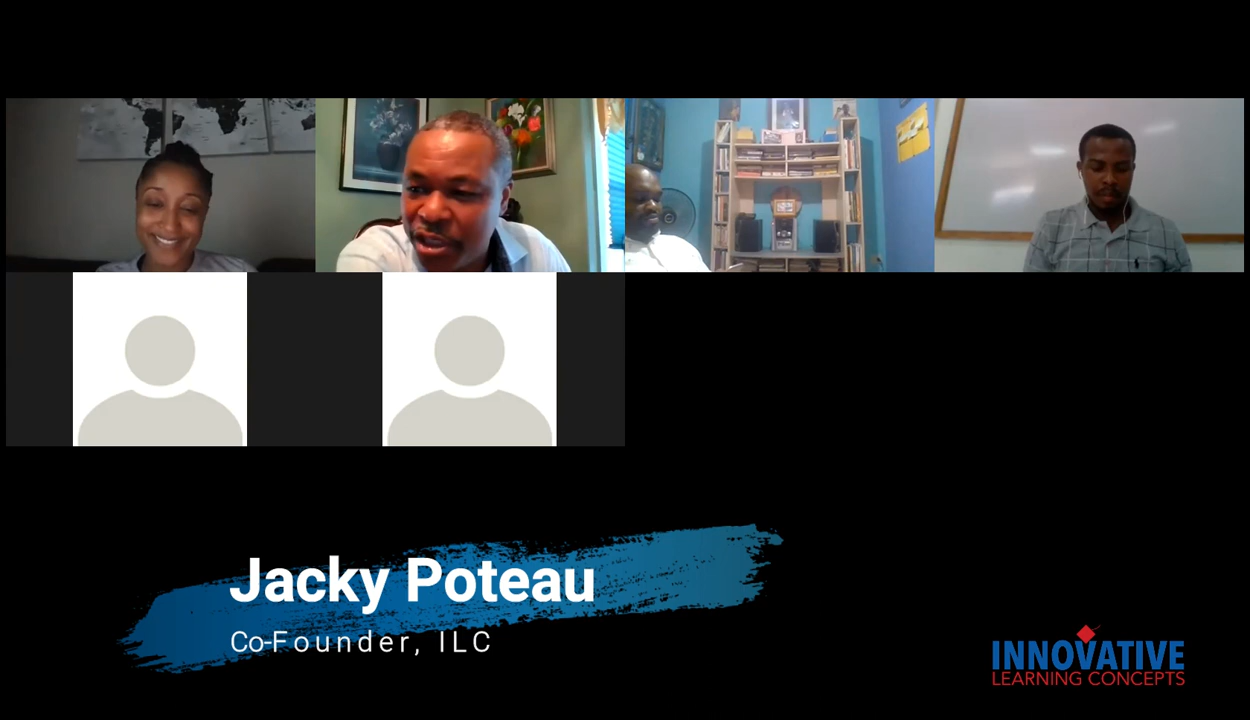 Jacky Poteau
Co-Founder, ILC
INNOVATIVE
LEARNING CONCEPTS